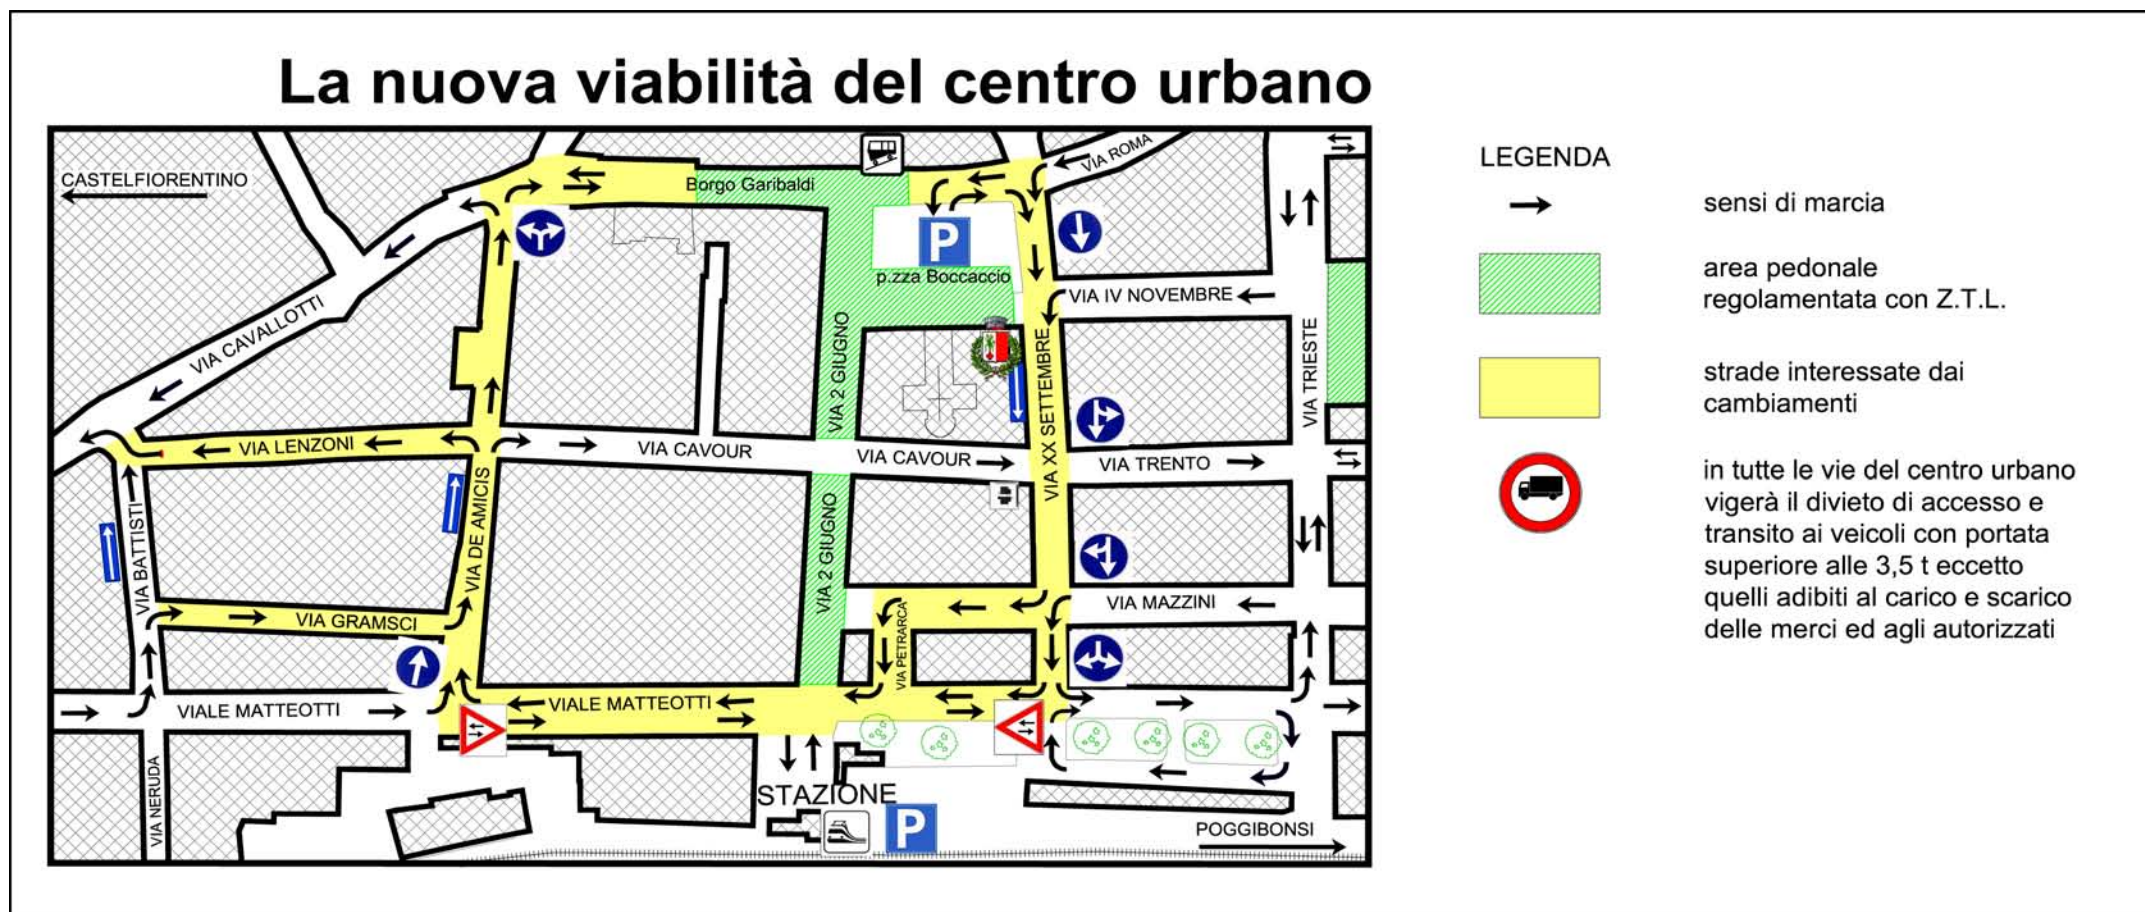 La nuova viabilità del centro urbano
CASTELFIORENTINO
Borgo Garibaldi
VIA ROMA
P
p.zza Boccaccio
VIA IV NOVEMBRE
VIA CAVALLOTTI
VIA 2 GIUGNO
VIA XX SETTEMBRE
VIA TRIESTE
VIA LENZONI
VIA CAVOUR
VIA CAVOUR
VIA TRENTO
VIA BATTISTI
VIA DE AMICIS
VIA 2 GIUGNO
VIA GRAMSCI
VIA PETRARCA
VIA MAZZINI
VIALE MATTEOTTI
VIALE MATTEOTTI
VIA NERUDA
STAZIONE
P
POGGIBONSI
LEGENDA
sensi di marcia
area pedonale
regolamentata con Z.T.L.
strade interessate dai
cambiamenti
in tutte le vie del centro urbano
vigerà il divieto di accesso e
transito ai veicoli con portata
superiore alle 3,5 t eccetto
quelli adibiti al carico e scarico
delle merci ed agli autorizzati